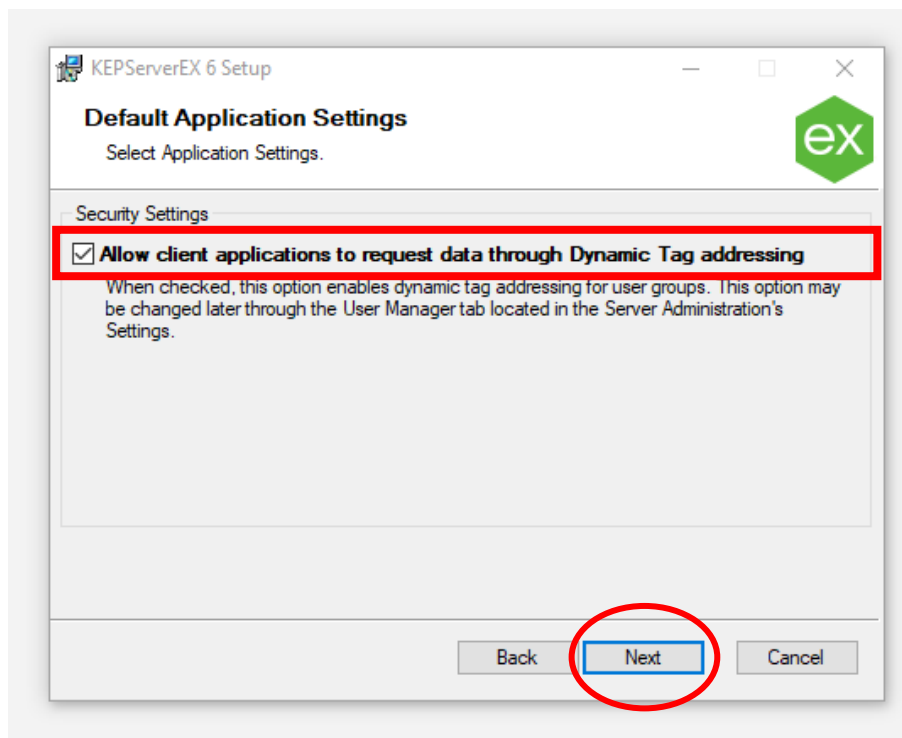 KEPServerEX 6 Setup
Default Application Settings
Select Application Settings.
ex
Security Settings
Allow client applications to request data through Dynamic Tag addressing
When checked, this option enables dynamic tag addressing for user groups. This option may
be changed later through the User Manager tab located in the Server Administration's
Settings.
Back
Next
Cancel